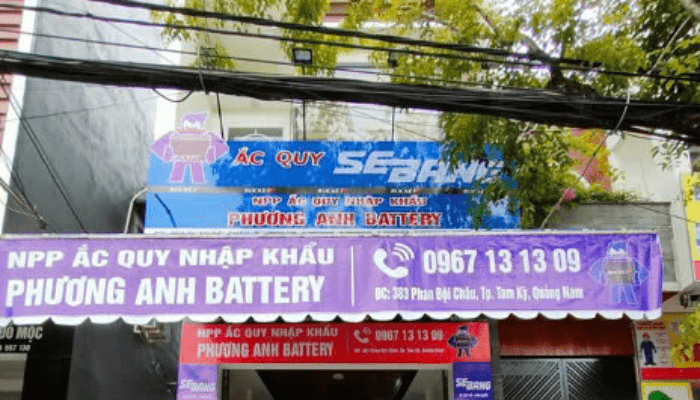 ẮC QUY SEBANG
NPP ẮC QUY NHẬP KHẨU
PHƯƠNG ANH BATTERY
NPP ẮC QUY NHẬP KHẨU
PHƯƠNG ANH BATTERY
0967 13 13 09
ĐC: 383 Phan Bội Châu, Tp. Tam Kỳ, Quảng Nam
NPP ẮC QUY NHẬP KHẨU
PHƯƠNG ANH BATTERY
0967 13 13 09
SEBANG
SEBANG